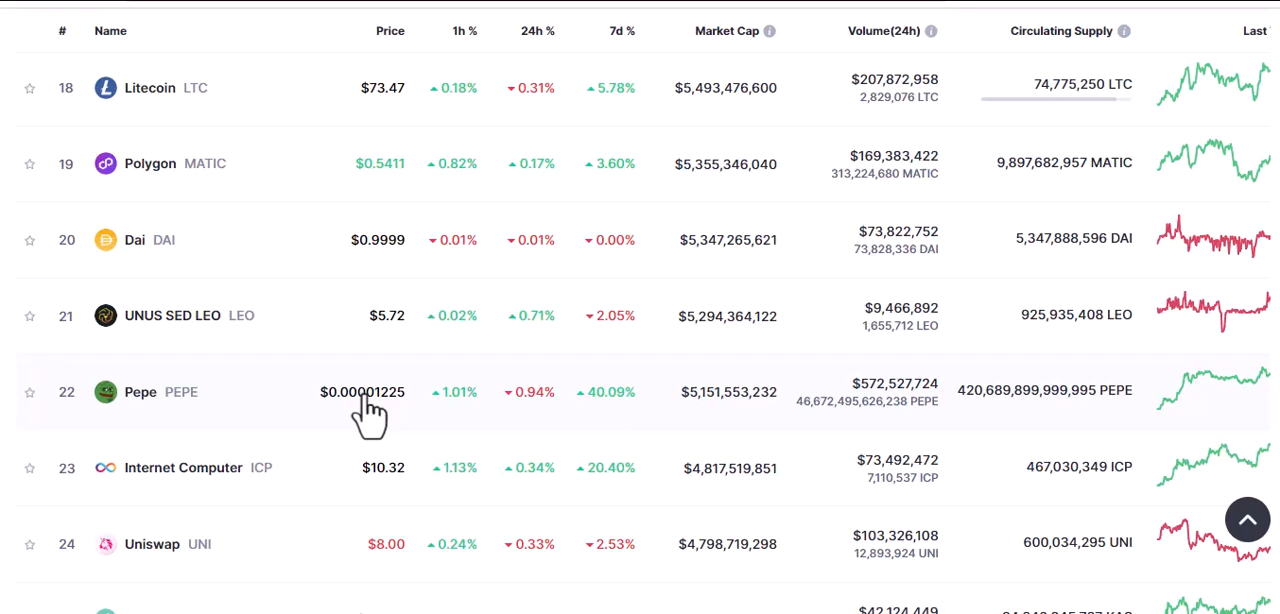 # Name Price 1h % 24h % 7d % Market Cap Volume(24h) Circulating Supply Last
18 Litecoin LTC $73.47 0.18% 0.31% 5.78% $5,493,476,600 $207,872,958 74,775,250 LTC
2,829,076 LTC
19 Polygon MATIC $0.5411 0.82% 0.17% 3.60% $5,355,346,040 $169,383,422 9,897,682,957 MATIC
313,224,680 MATIC
20 Dai DAI $0.9999 0.01% 0.01% 0.00% $5,347,265,621 $73,822,752 5,347,888,596 DAI
73,828,336 DAI
21 UNUS SED LEO LEO $5.72 0.02% 0.71% 2.05% $5,294,364,122 $9,466,892 925,935,408 LEO
1,655,712 LEO
22 Pepe PEPE $0.00001225 1.01% 0.94% 40.09% $5,151,553,232 $572,527,724 420,689,899,999,995 PEPE
46,672,495,626,238 PEPE
23 Internet Computer ICP $10.32 1.13% 0.34% 20.40% $4,817,519,851 $73,492,472 467,030,349 ICP
7,110,537 ICP
24 Uniswap UNI $8.00 0.24% 0.33% 2.53% $4,798,719,298 $103,326,108 600,034,295 UNI
12,893,924 UNI
$42,124,449